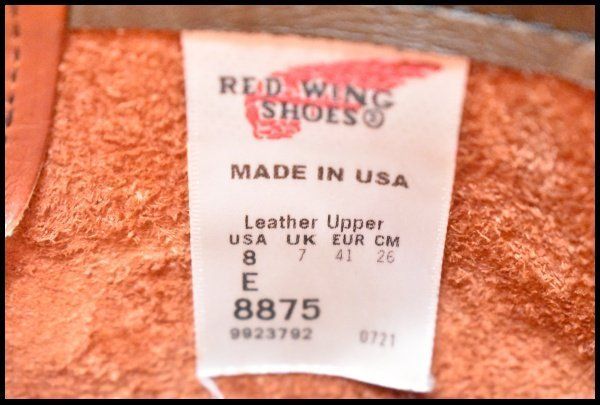 RED WING
SHOES®
MADE IN USA
Leather Upper
USA UK EUR CM
8 7 41 26
E
8875
9923792 0721